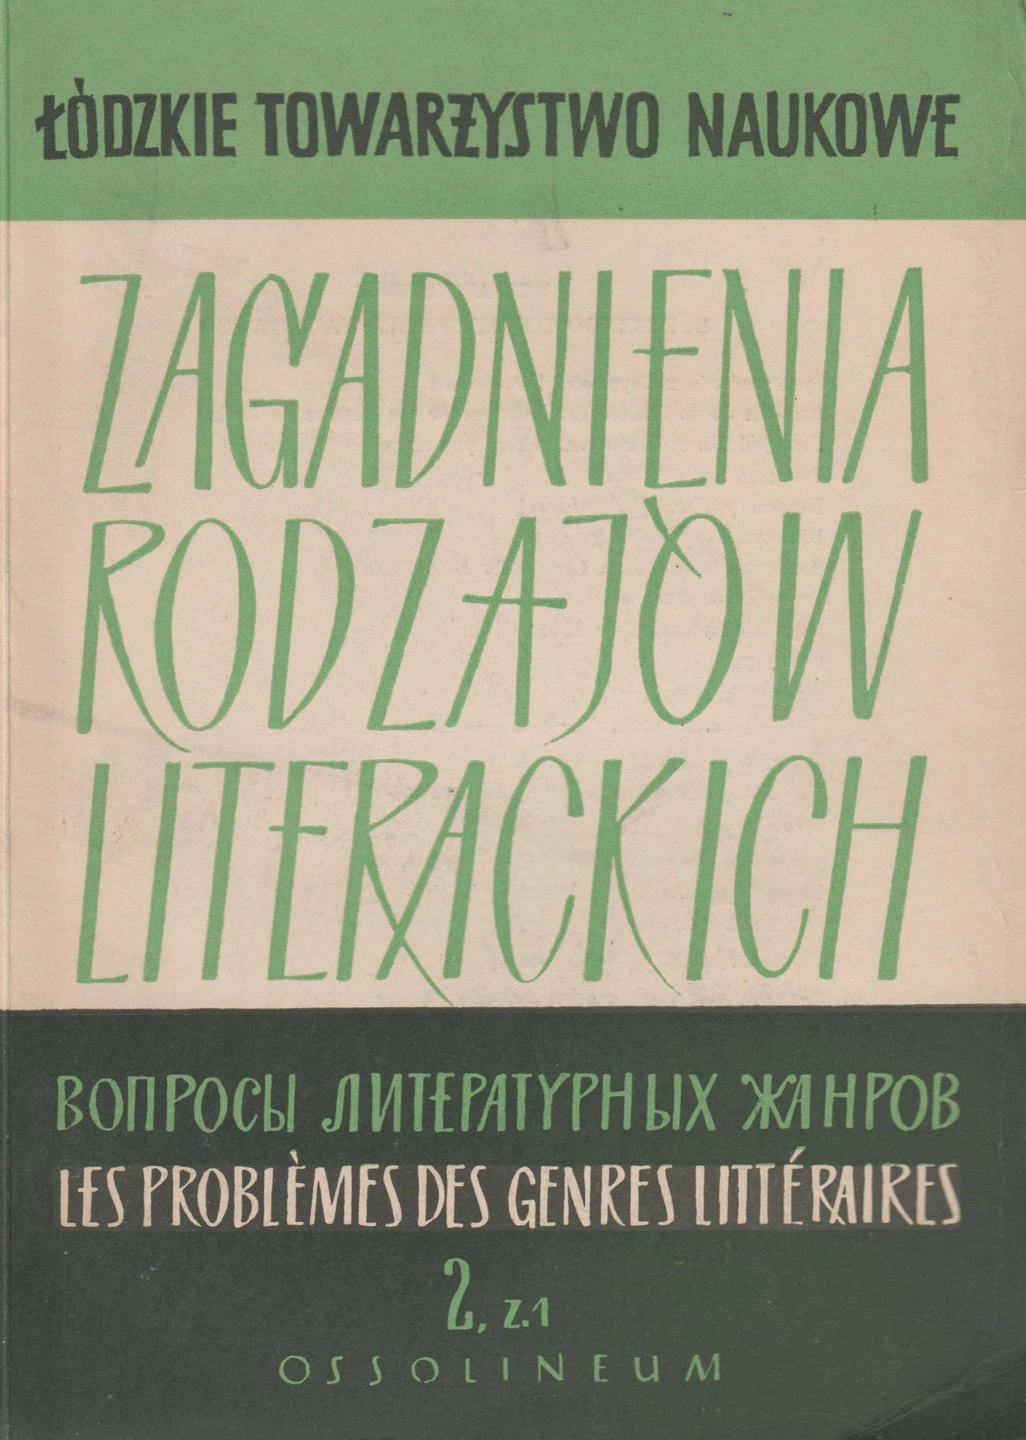 ŁÓDZKIE TOWARZYSTWO NAUKOWE
ZAGADNIENIA
RODZAJÓW
LITERACKICH
ВОПРОСЫ ЛИТЕРАТУРНЫХ ЖАНРОВ
LES PROBLÈMES DES GENRES LITTÉRAIRES
2, z.1
OSSOLINEUM